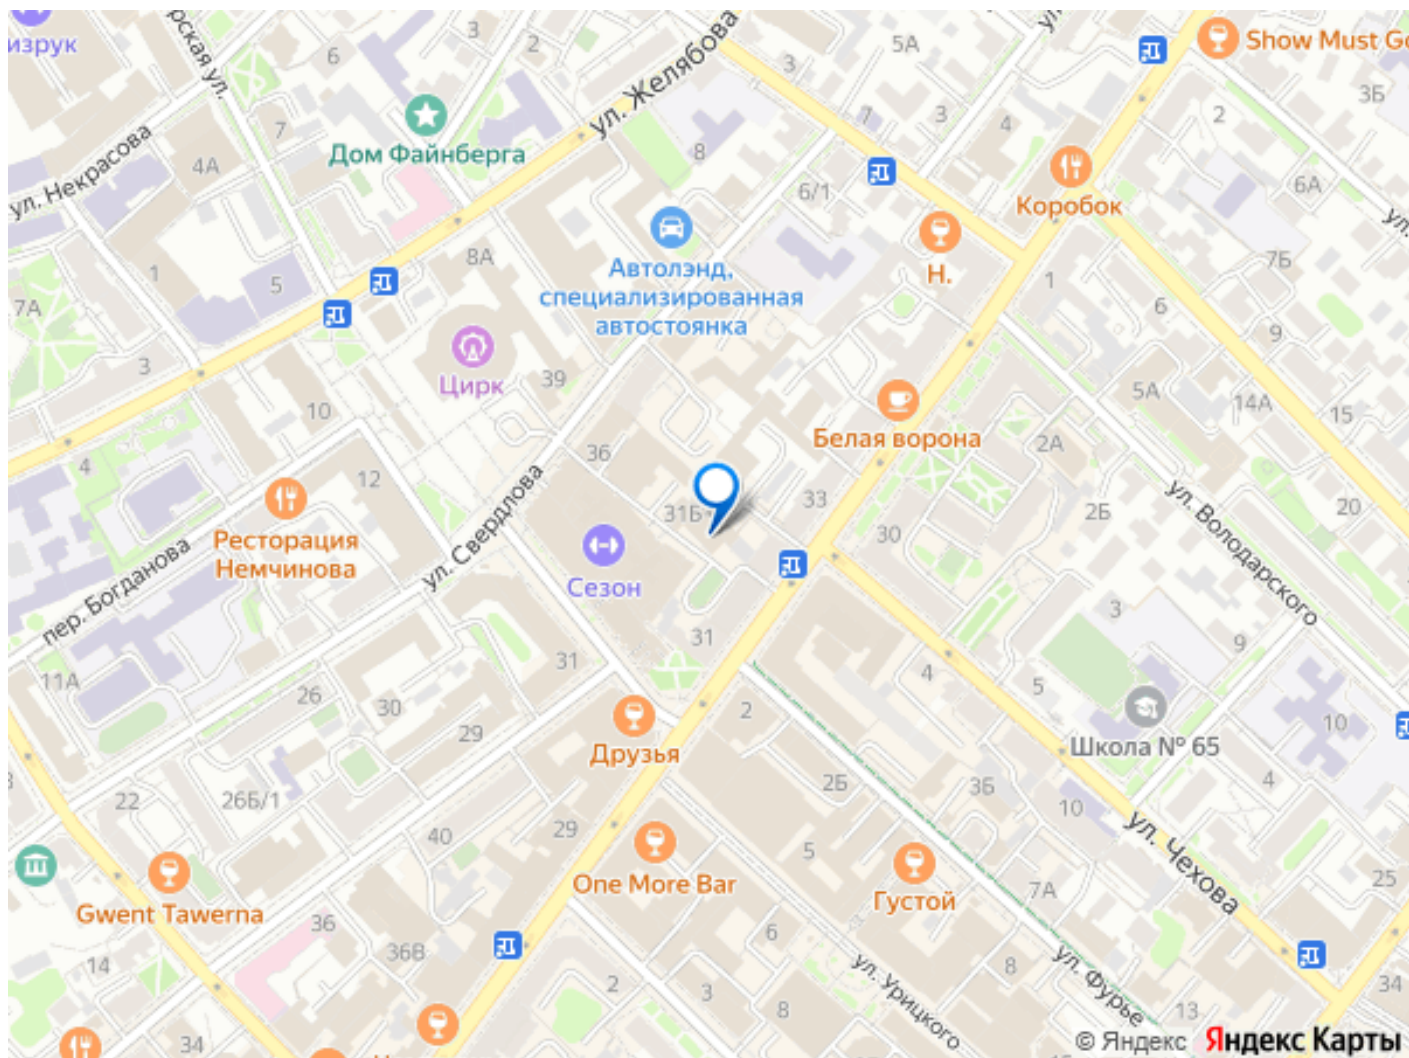 изрук
рская ул.
6
3
2
ул. Желябова
5А
3
ул.
Show Must Go
3Б
7
Дом Файнберга
ул. Некрасова
4А
8
7
3
4
2
6/1
6А
Коробок
ул.
1
5
8А
Н.
7Б
7А
Автолэнд,
специализированная
автостоянка
1
6
9
3
Цирк
39
10
5А
14А
15
Белая ворона
2А
4
12
36
ул. Свердлова
31Б
33
30
2Б
ул. Володарского
20
Ресторация
Немчинова
пер. Богданова
Сезон
3
9
31
31
4
5
11А
26
30
29
2
10
Друзья
Школа № 65
22
26Б/1
40
29
2Б
3Б
10
4
ул. Чехова
5
One More Bar
Густой
7А
25
Gwent Tawerna
36
36В
6
14
2
3
8
8
ул. Урицкого
ул. Фурье
13
34
34
© Яндекс Яндекс Карты